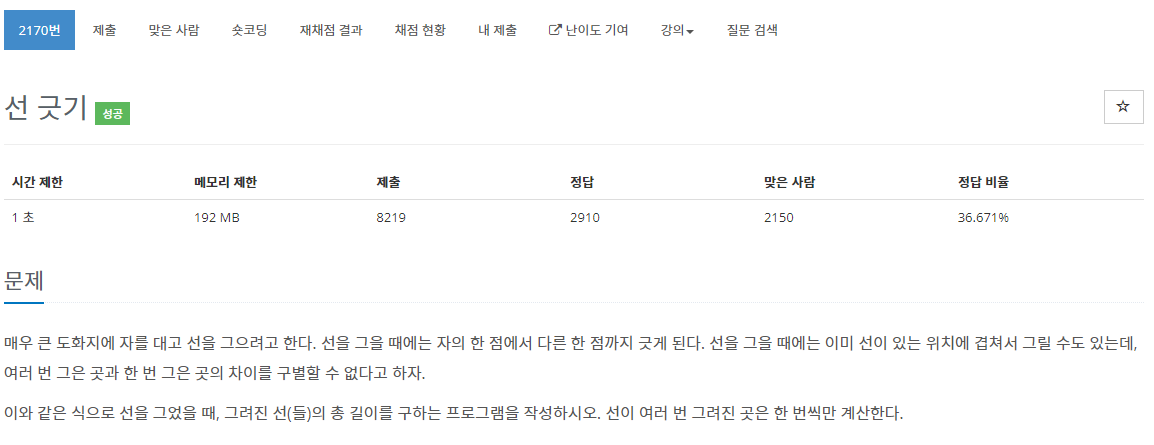 2170번 제출 맞은 사람 숏코딩 재채점 결과 채점 현황 내 제출 난이도 기여 강의 질문 검색
선 긋기 성공
시간 제한 메모리 제한 제출 정답 맞은 사람 정답 비율
1 초 192 MB 8219 2910 2150 36.671%
문제
매우 큰 도화지에 자를 대고 선을 그으려고 한다. 선을 그을 때에는 자의 한 점에서 다른 한 점까지 긋게 된다. 선을 그을 때에는 이미 선이 있는 위치에 겹쳐서 그릴 수도 있는데,
여러 번 그은 곳과 한 번 그은 곳의 차이를 구별할 수 없다고 하자.
이와 같은 식으로 선을 그었을 때, 그려진 선(들)의 총 길이를 구하는 프로그램을 작성하시오. 선이 여러 번 그려진 곳은 한 번씩만 계산한다.